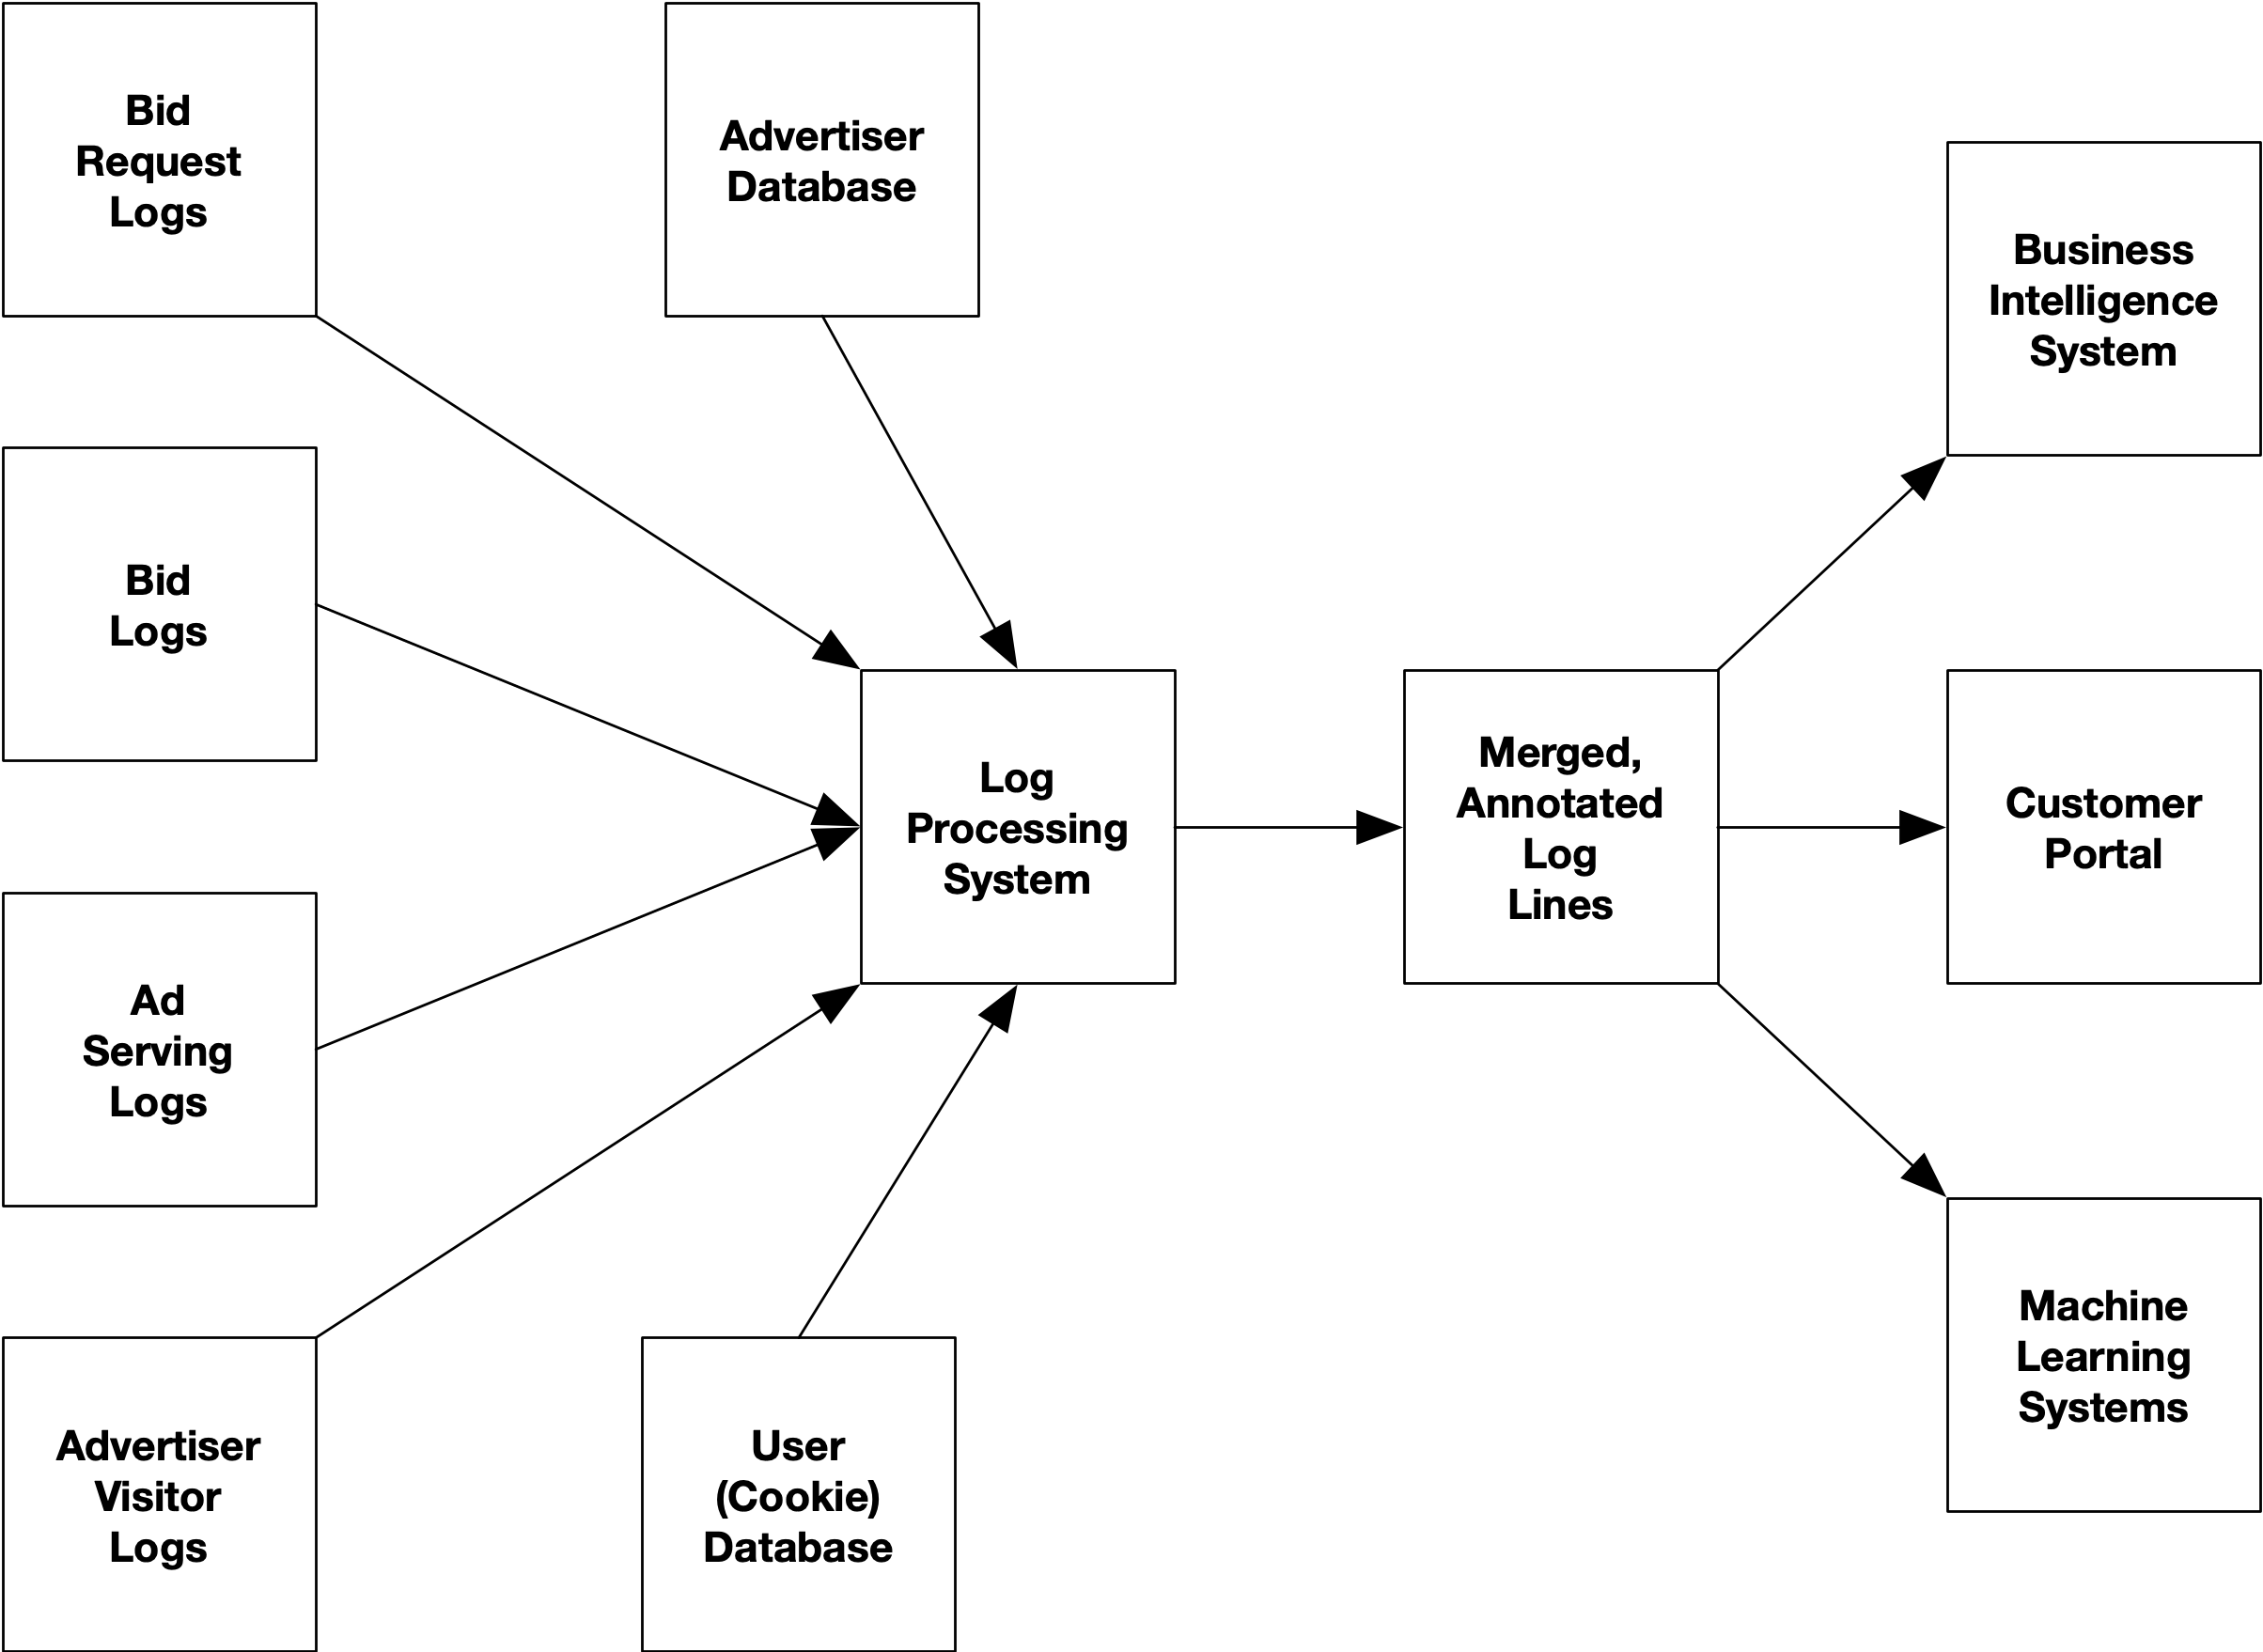 Bid
Request
Logs
Advertiser
Database
Business
Intelligence
System
Bid
Logs
Log
Processing
System
Merged,
Annotated
Log
Lines
Customer
Portal
Ad
Serving
Logs
Machine
Learning
Systems
Advertiser
Visitor
Logs
User
(Cookie)
Database